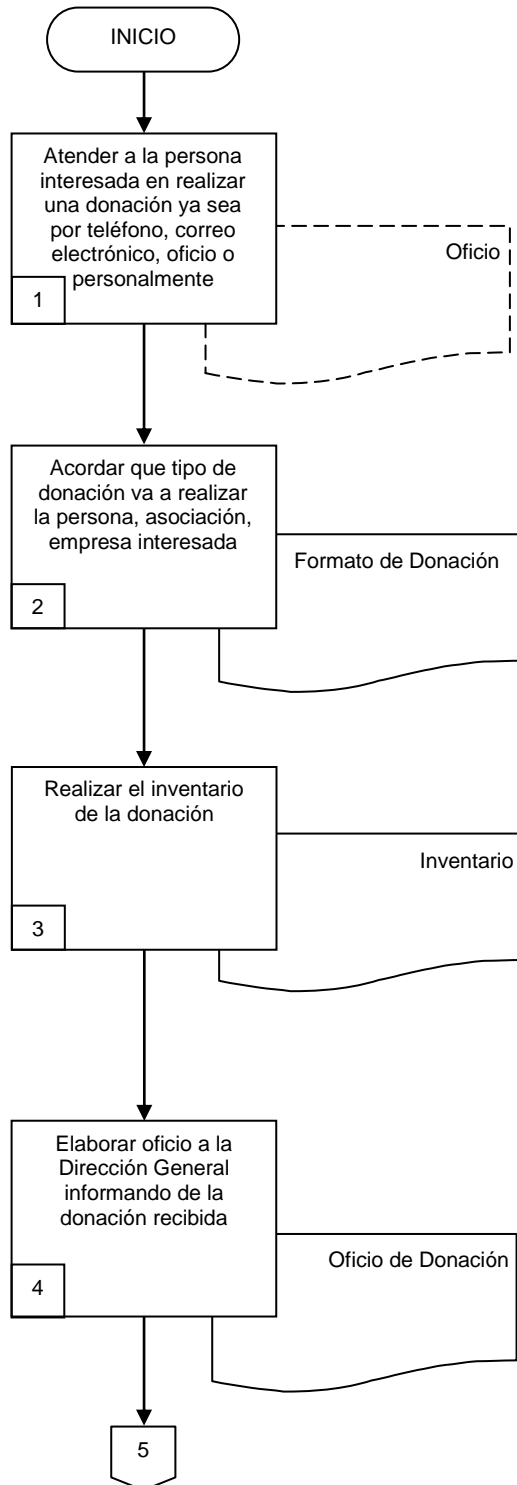 INICIO
Atender a la persona
interesada en realizar
una donación ya sea
por teléfono, correo
electrónico, oficio o
personalmente
1
Oficio
Acordar que tipo de
donación va a realizar
la persona, asociación,
empresa interesada
2
Formato de Donación
Realizar el inventario
de la donación
3
Inventario
Elaborar oficio a la
Dirección General
informando de la
donación recibida
4
Oficio de Donación
5